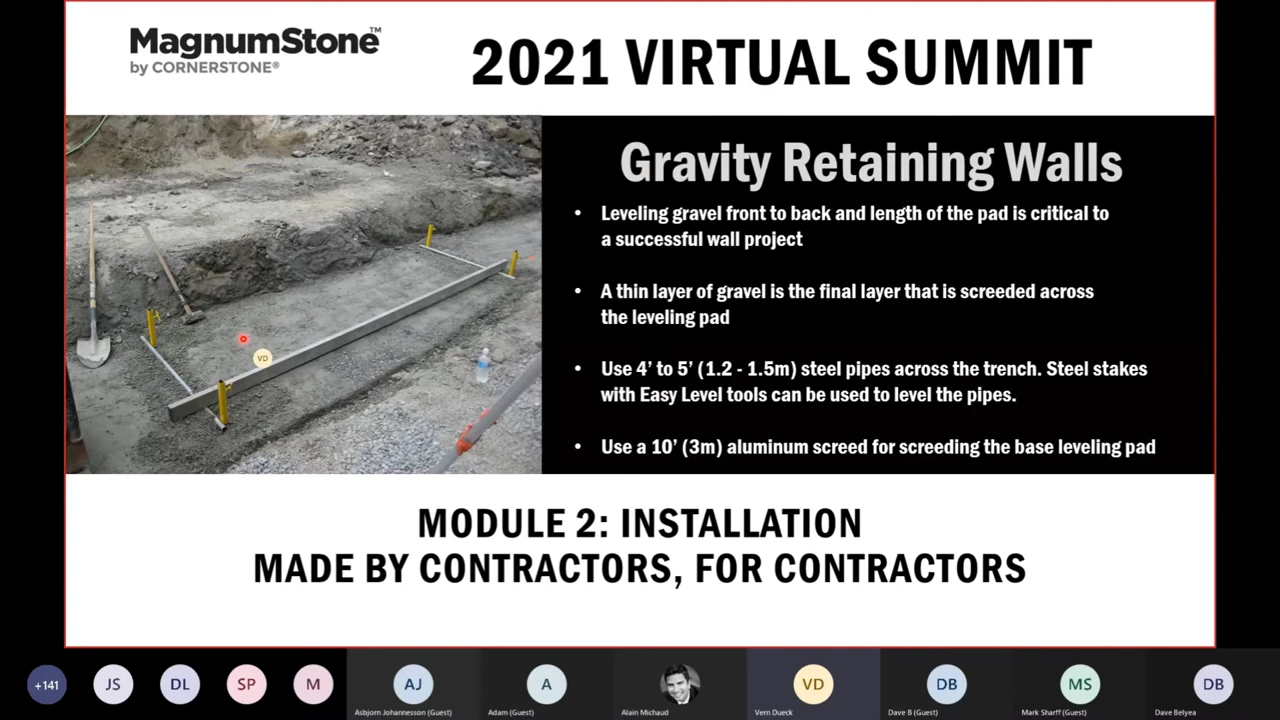 MagnumStone™
by CORNERSTONE®
2021 VIRTUAL SUMMIT
Gravity Retaining Walls
• Leveling gravel front to back and length of the pad is critical to
a successful wall project
• A thin layer of gravel is the final layer that is screeded across
the leveling pad
• Use 4’ to 5’ (1.2 - 1.5m) steel pipes across the trench. Steel stakes
with Easy Level tools can be used to level the pipes.
• Use a 10’ (3m) aluminum screed for screeding the base leveling pad
VD
MODULE 2: INSTALLATION
MADE BY CONTRACTORS, FOR CONTRACTORS
+141
JS
DL
SP
M
AJ
Asbjorn Johannesson (Guest)
A
Adam (Guest)
Alain Michaud
VD
Vern Dueck
DB
Dave B (Guest)
MS
Mark Sharff (Guest)
DB
Dave Belyea